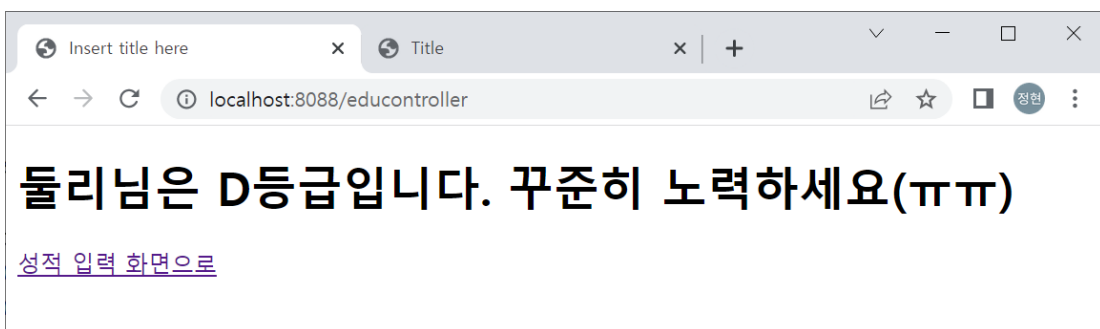 Insert title here
Title
localhost:8088/educontroller
정현
둘리님은 D등급입니다. 꾸준히 노력하세요(ㅠㅠ)
성적 입력 화면으로